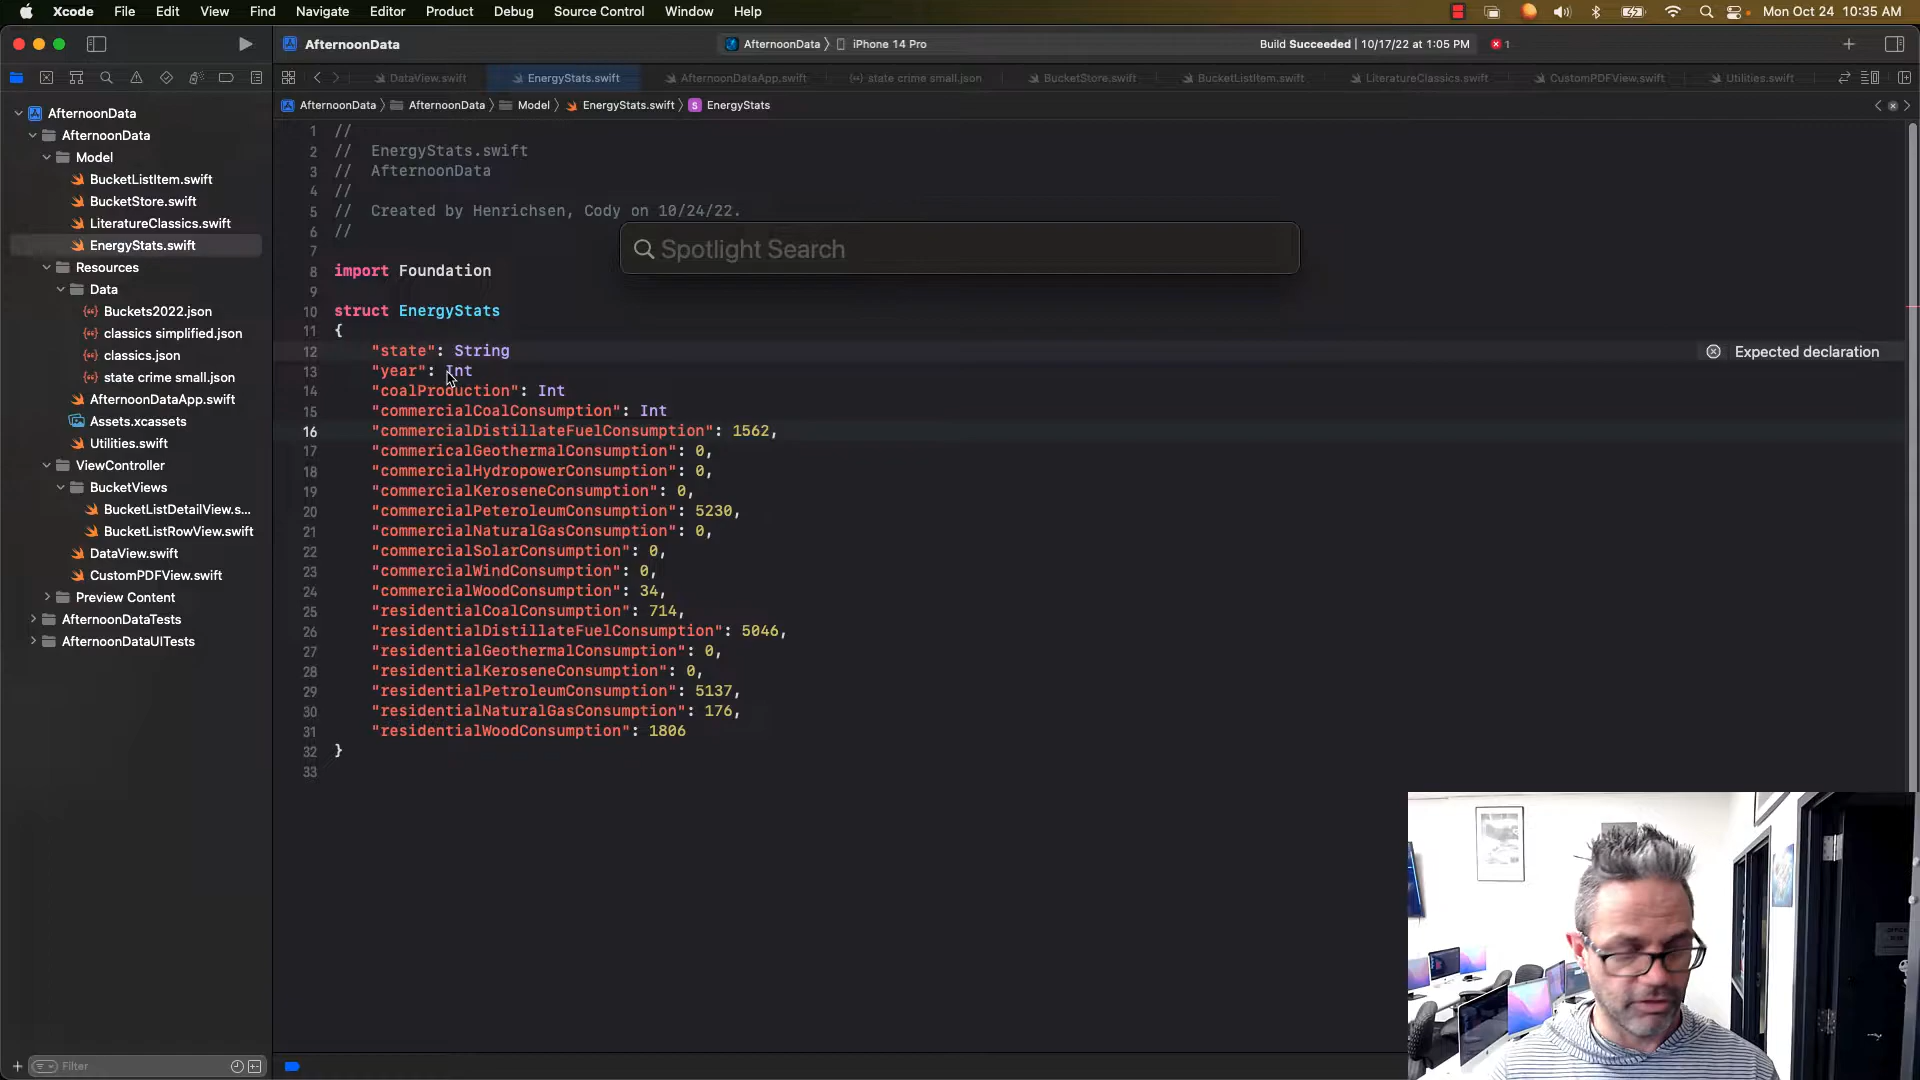 Xcode File Edit View Find Navigate Editor Product Debug Source Control Window Help Mon Oct 24 10:35 AM
AfternoonData AfternoonData iPhone 14 Pro Build Succeeded | 10/17/22 at 1:05 PM 1
DataView.swift EnergyStats.swift AfternoonDataApp.swift state crime small.json BucketStore.swift BucketListItem.swift LiteratureClassics.swift CustomPDFView.swift Utilities.swift
AfternoonData AfternoonData Model EnergyStats.swift S EnergyStats
AfternoonData
AfternoonData
Model
BucketListItem.swift
BucketStore.swift
LiteratureClassics.swift
EnergyStats.swift
Resources
Data
Buckets2022.json
classics simplified.json
classics.json
state crime small.json
AfternoonDataApp.swift
Assets.xcassets
Utilities.swift
ViewController
BucketViews
BucketListDetailView.s...
BucketListRowView.swift
DataView.swift
CustomPDFView.swift
Preview Content
AfternoonDataTests
AfternoonDataUITests
Filter
Spotlight Search
1 //
2 // EnergyStats.swift
3 // AfternoonData
4 //
5 // Created by Henrichsen, Cody on 10/24/22.
6 //
7
8 import Foundation
9
10 struct EnergyStats
11 {
12 "state": String
13 "year": Int
14 "coalProduction": Int
15 "commercialCoalConsumption": Int
16 "commercialDistillateFuelConsumption": 1562,
17 "commericalGeothermalConsumption": 0,
18 "commercialHydropowerConsumption": 0,
19 "commercialKeroseneConsumption": 0,
20 "commercialPeteroleumConsumption": 5230,
21 "commercialNaturalGasConsumption": 0,
22 "commercialSolarConsumption": 0,
23 "commercialWindConsumption": 0,
24 "commercialWoodConsumption": 34,
25 "residentialCoalConsumption": 714,
26 "residentialDistillateFuelConsumption": 5046,
27 "residentialGeothermalConsumption": 0,
28 "residentialKeroseneConsumption": 0,
29 "residentialPetroleumConsumption": 5137,
30 "residentialNaturalGasConsumption": 176,
31 "residentialWoodConsumption": 1806
32 }
33
Expected declaration